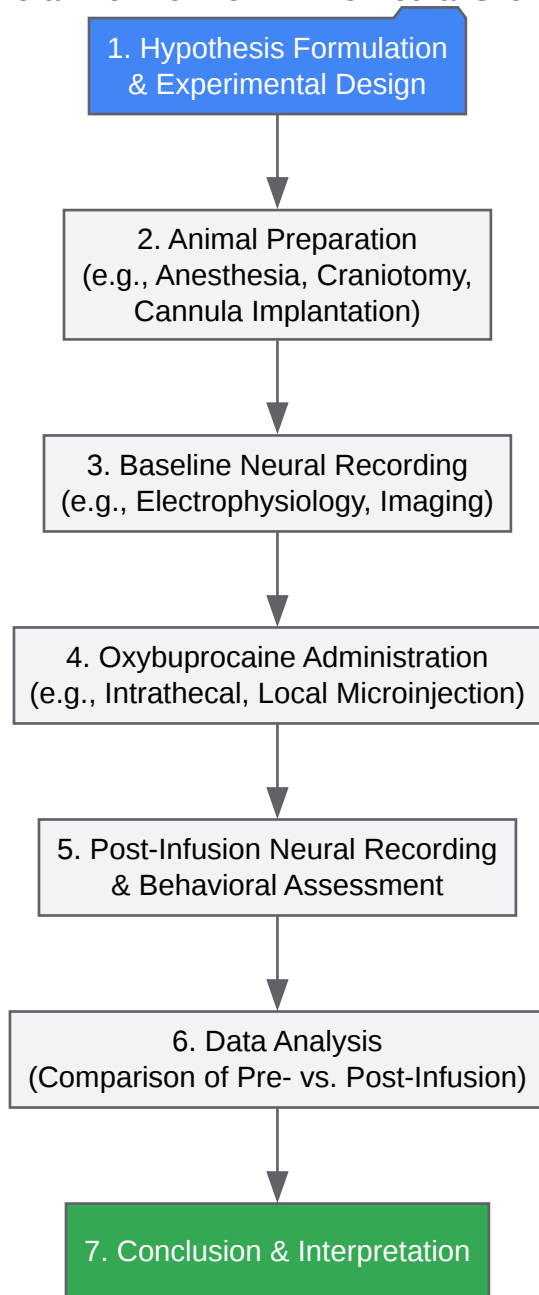 1. Hypothesis Formulation
& Experimental Design
2. Animal Preparation
(e.g., Anesthesia, Craniotomy,
Cannula Implantation)
3. Baseline Neural Recording
(e.g., Electrophysiology, Imaging)
4. Oxybuprocaine Administration
(e.g., Intrathecal, Local Microinjection)
5. Post-Infusion Neural Recording
& Behavioral Assessment
6. Data Analysis
(Comparison of Pre- vs. Post-Infusion)
7. Conclusion & Interpretation